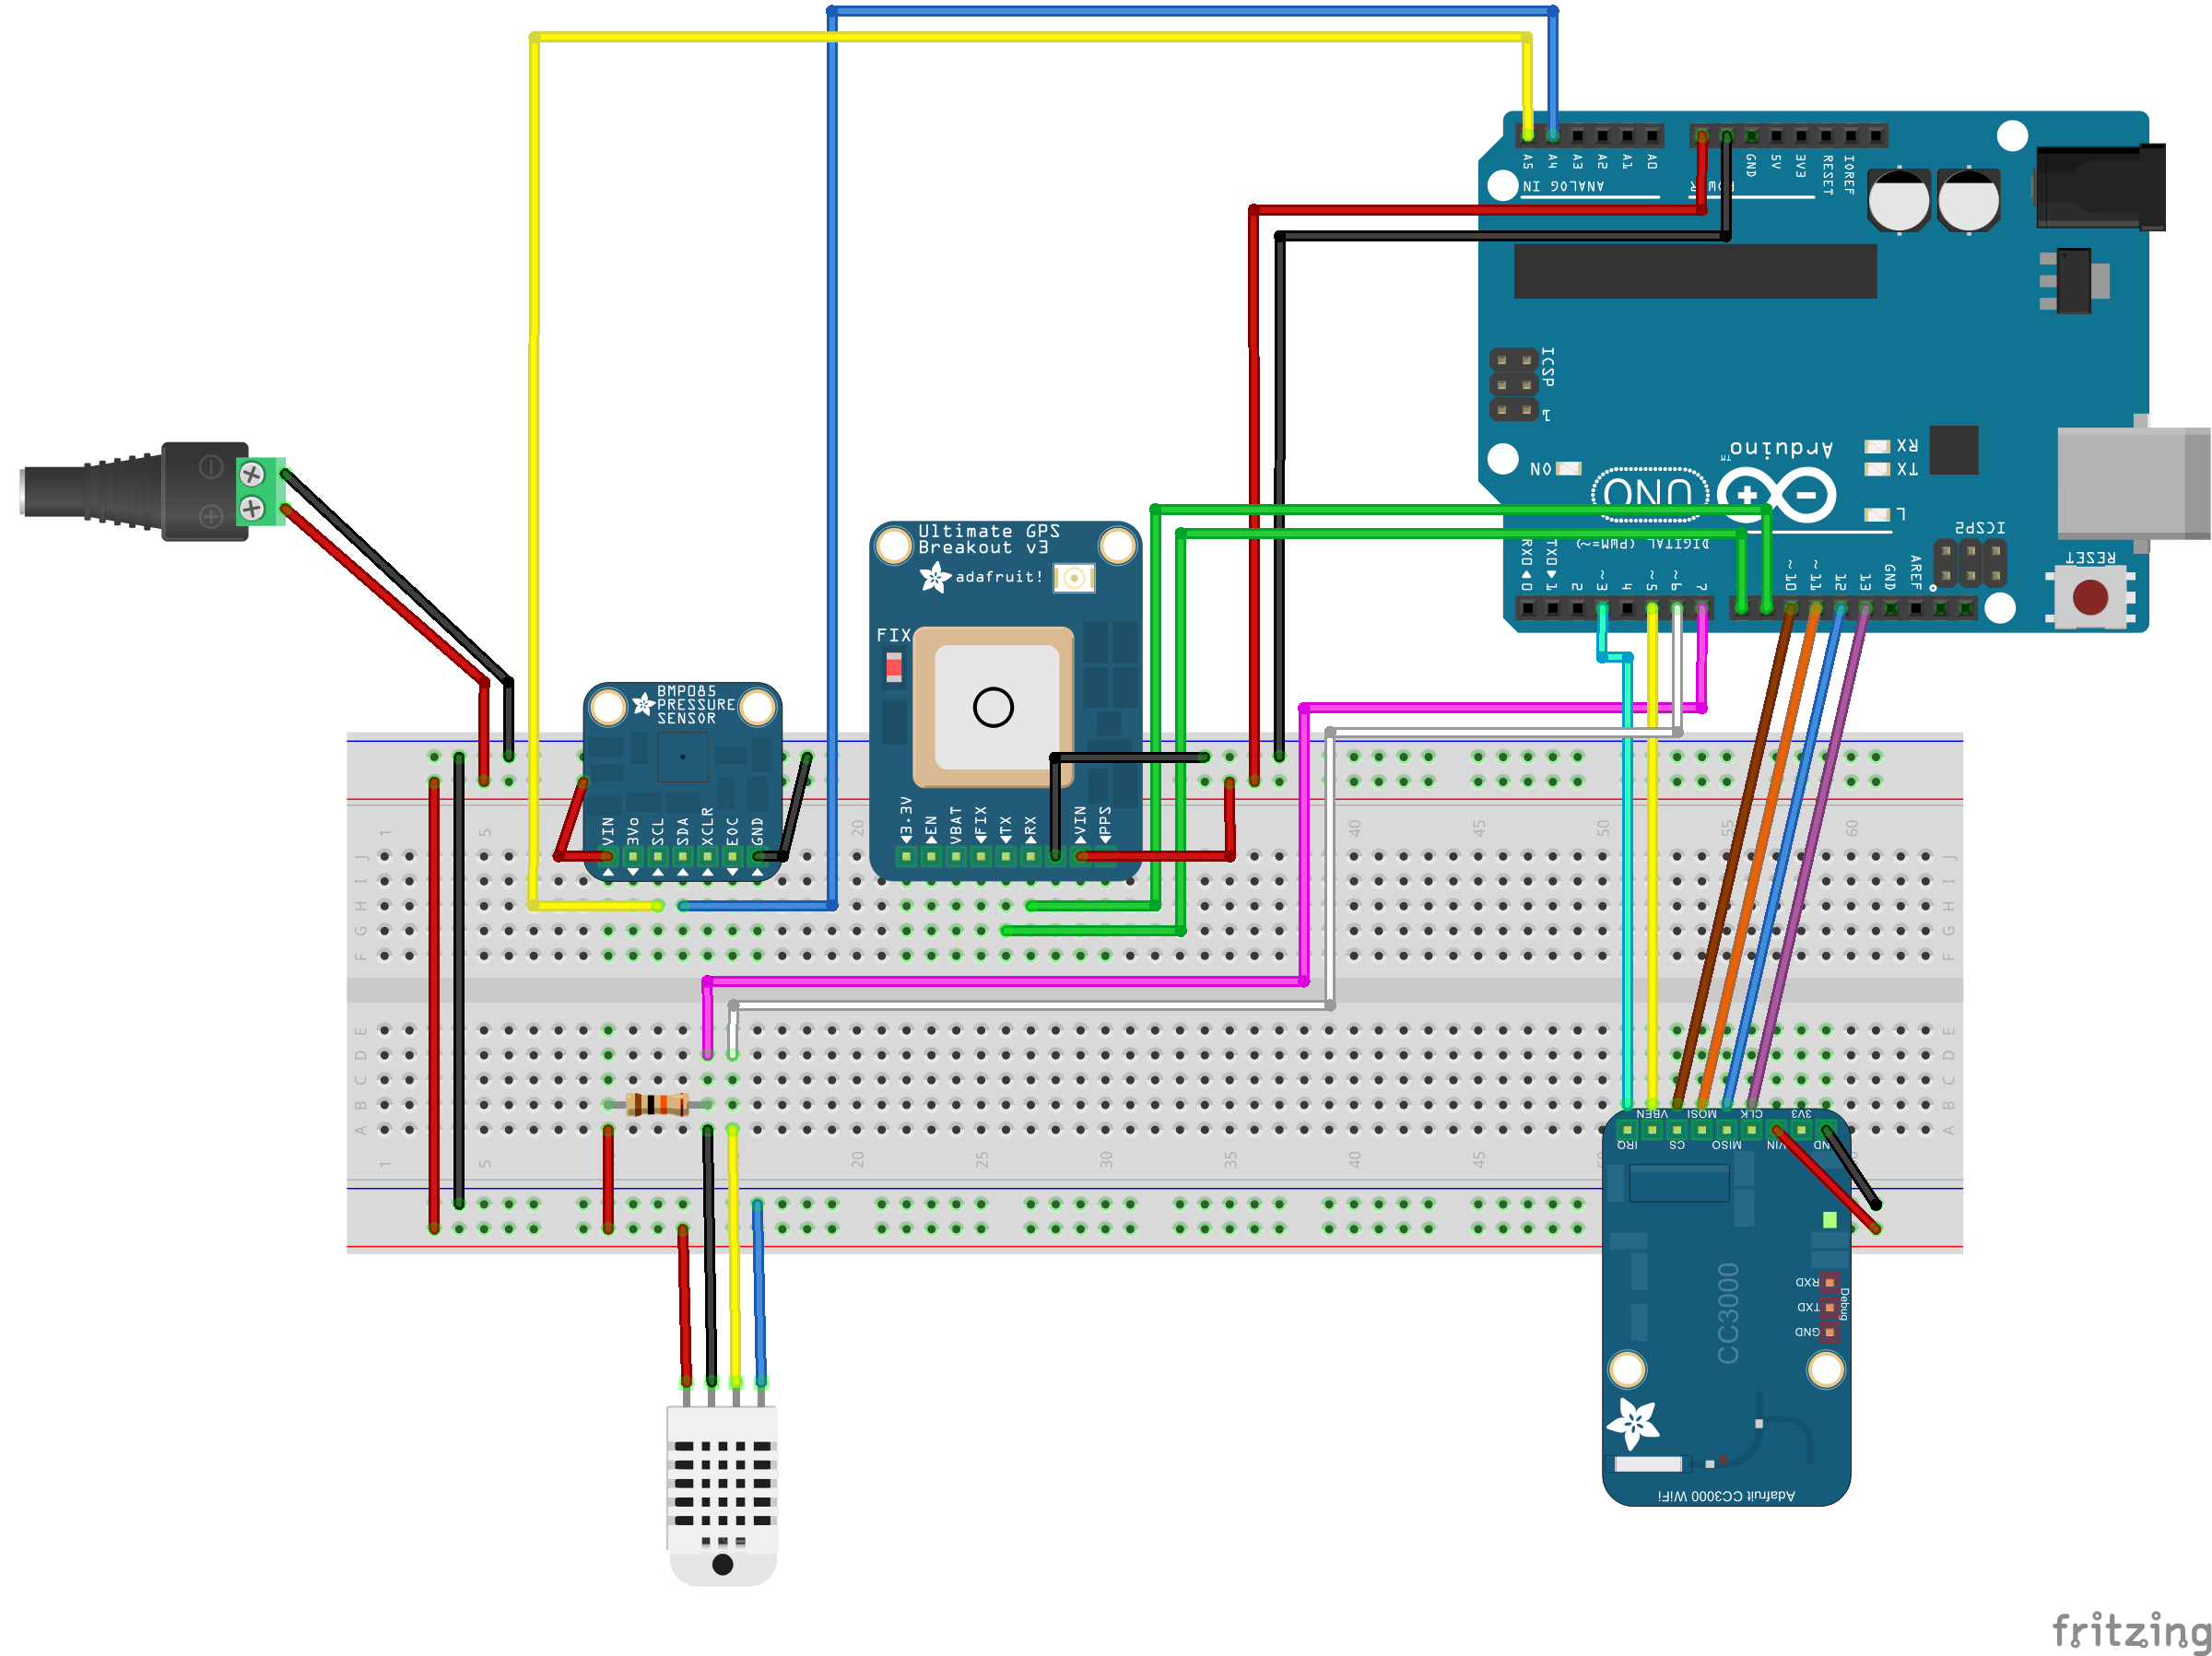 A5
A4
A3
A2
A1
A0
GND
5V
3V3
RESET
IOREF
ANALOG IN
ICSP
1
Arduino
TM
UNO
ON
RX
TX
L
ICSP2
RESET
DIGITAL (PWM=~)
RX0◄0
TX0►1
2
~3
4
~5
~6
7
~10
~11
12
13
GND
AREF
Ultimate GPS
Breakout v3
adafruit!
FIX
3.3V
EN
VBAT
FIX
TX
RX
VIN
PPS
BMP085
PRESSURE
SENSOR
VIN
3Vo
SCL
SDA
XCLR
EOC
GND
1
5
20
40
45
50
55
60
J
I
H
G
F
J
I
H
G
F
E
D
C
B
A
E
D
C
B
A
1
5
20
25
30
35
40
45
VBEN
MOSI
CLK
3V3
IRQ
CS
MISO
VIN
CC3000
RXD
TXD
GND
Debug
Adafruit CC3000 WiFi!
fritzing